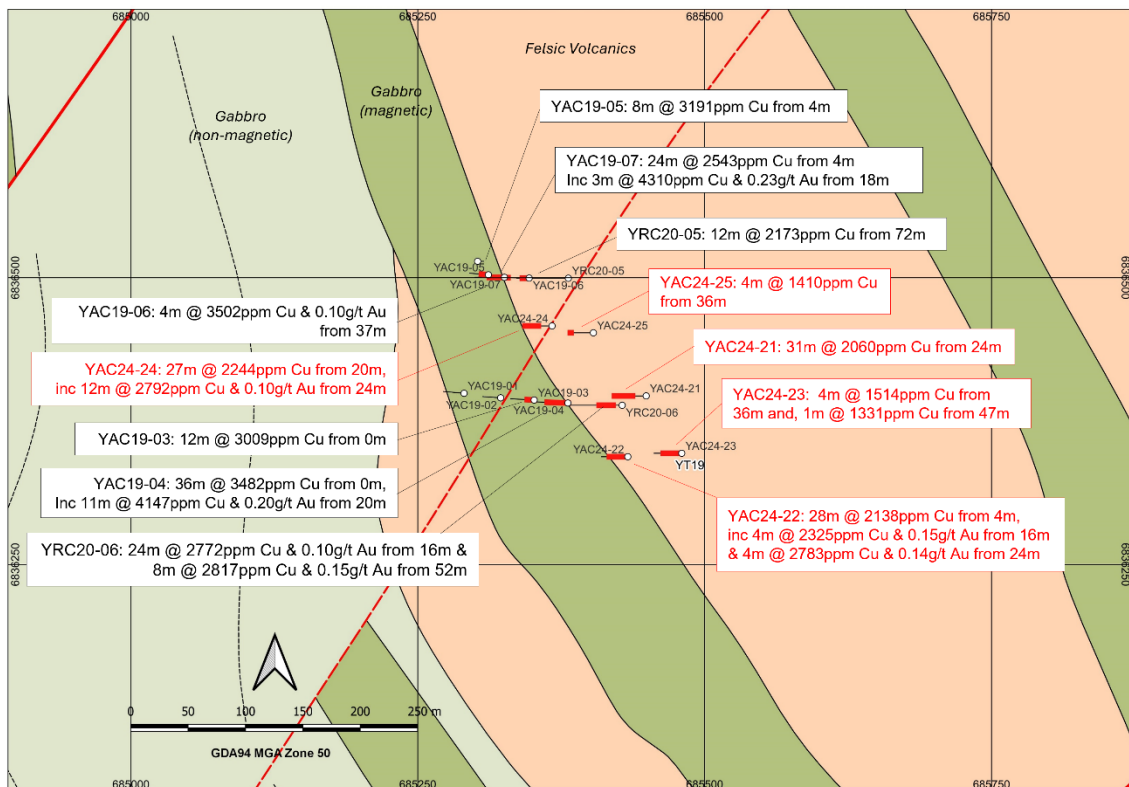 685000
685250
685500
685750
Felsic Volcanics
Gabbro
(magnetic)
Gabbro
(non-magnetic)
YAC19-05: 8m @ 3191ppm Cu from 4m
YAC19-07: 24m @ 2543ppm Cu from 4m
Inc 3m @ 4310ppm Cu & 0.23g/t Au from 18m
YRC20-05: 12m @ 2173ppm Cu from 72m
6836500
6836500
YAC19-05
YAC19-07
YAC19-06
YRC20-05
YAC24-25: 4m @ 1410ppm Cu
from 36m
YAC19-06: 4m @ 3502ppm Cu & 0.10g/t Au
from 37m
YAC24-24
YAC24-25
YAC24-21: 31m @ 2060ppm Cu from 24m
YAC24-24: 27m @ 2244ppm Cu from 20m,
inc 12m @ 2792ppm Cu & 0.10g/t Au from 24m
YAC19-01
YAC19-02
YAC19-03
YAC19-04
YAC24-21
YRC20-06
YAC24-23:  4m @ 1514ppm Cu from
36m and, 1m @ 1331ppm Cu from 47m
YAC19-03: 12m @ 3009ppm Cu from 0m
YAC24-22
YAC24-23
YT19
YAC19-04: 36m @ 3482ppm Cu from 0m,
Inc 11m @ 4147ppm Cu & 0.20g/t Au from 20m
YAC24-22: 28m @ 2138ppm Cu from 4m,
inc 4m @ 2325ppm Cu & 0.15g/t Au from 16m
& 4m @ 2783ppm Cu & 0.14g/t Au from 24m
YRC20-06: 24m @ 2772ppm Cu & 0.10g/t Au from 16m &
8m @ 2817ppm Cu & 0.15g/t Au from 52m
6836250
6836250
0 50 100 150 200 250 m
GDA94 MGA Zone 50
685000
685250
685500
685750